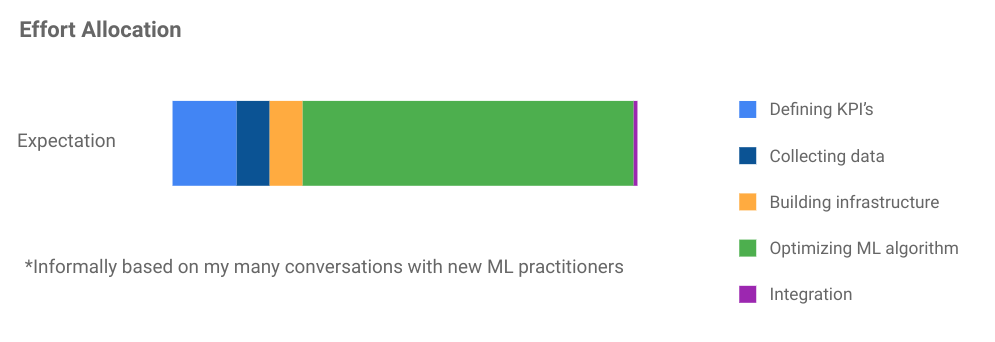 Effort Allocation
Expectation
Defining KPI's
Collecting data
Building infrastructure
Optimizing ML algorithm
Integration
*Informally based on my many conversations with new ML practitioners